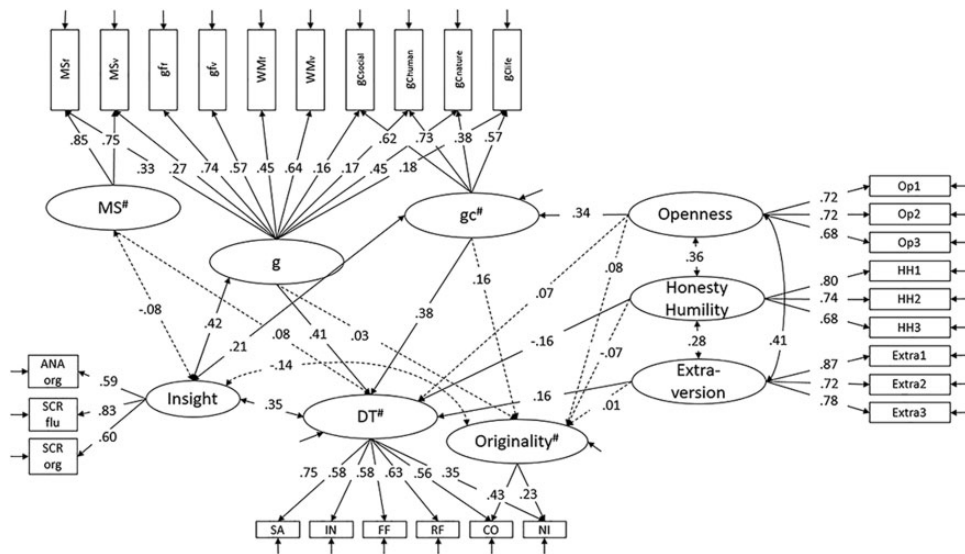 MSr MSv gfr gfv WMr WMv gcsocial gchuman gcnature gclife
.85 .75 .33 .27 .74 .57 .45 .64 .16 .17 .45 .18 .62 .73 .38 .57
MS#
gc#
g
.34
Openness
.36
Honesty
Humility
.28
Extra-
version
.41
.72
.72
.68
.80
.74
.68
.87
.72
.78
Op1
Op2
Op3
HH1
HH2
HH3
Extra1
Extra2
Extra3
-.08
.42
.21
.08
.41
.03
.38
.16
.07
.08
-.16
-.07
.16
.01
-.14
.35
ANA
org
SCR
flu
SCR
org
.59
.83
.60
Insight
DT#
Originality#
.75 .58 .58 .63 .56 .35
.43 .23
SA IN FF RF CO NI